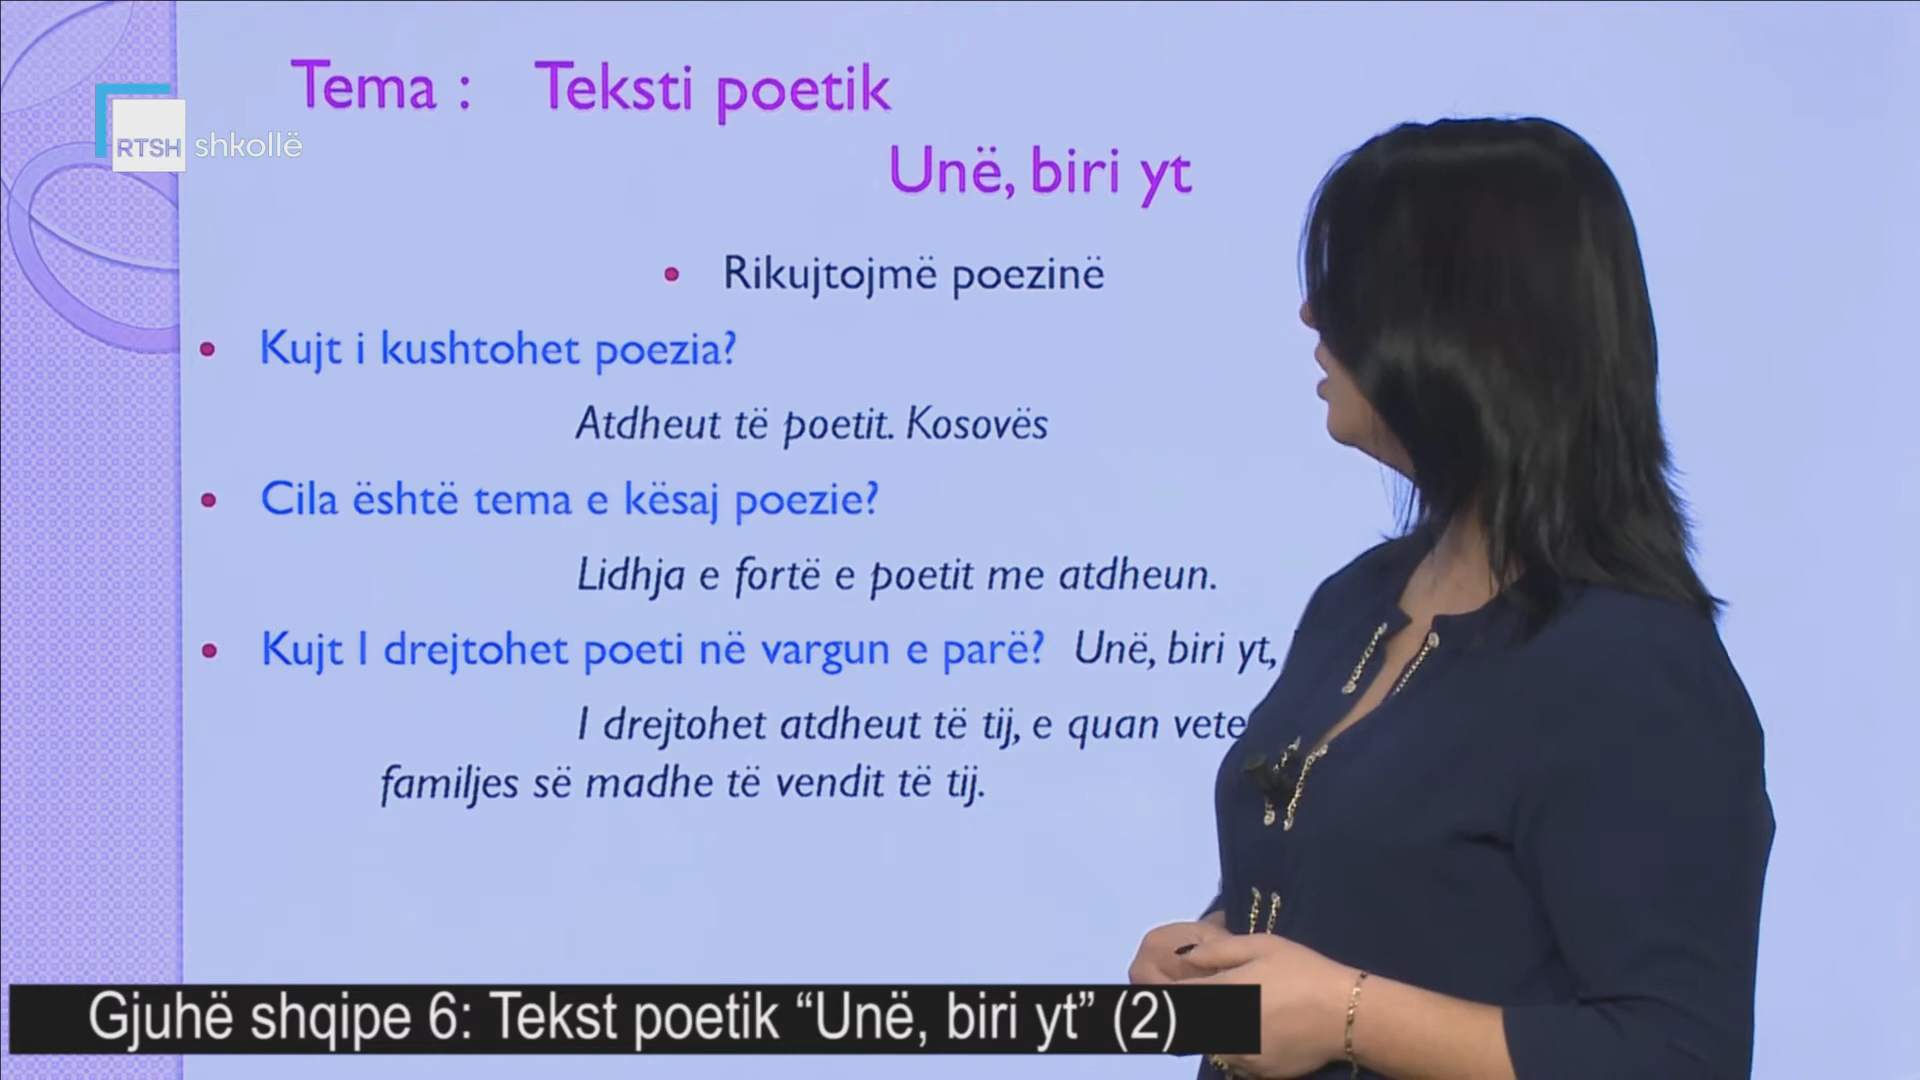 Tema : Teksti poetik
RTSH shkollë
Unë, biri yt
• Rikujtojmë poezinë
• Kujt i kushtohet poezia?
Atdheut të poetit. Kosovës
• Cila është tema e kësaj poezie?
Lidhja e fortë e poetit me atdheun.
• Kujt I drejtohet poeti në vargun e parë? Unë, biri yt,
I drejtohet atdheut të tij, e quan
familjes së madhe të vendit të tij.
Gjuhë shqipe 6: Tekst poetik “Unë, biri yt” (2)